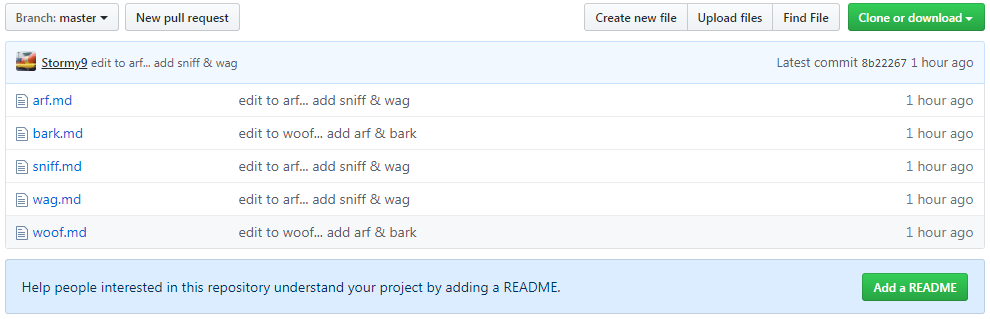 Branch: master New pull request Create new file Upload files Find File Clone or download
Stormy9 edit to arf... add sniff & wag Latest commit 8b22267 1 hour ago
arf.md edit to arf... add sniff & wag 1 hour ago
bark.md edit to woof... add arf & bark 1 hour ago
sniff.md edit to arf... add sniff & wag 1 hour ago
wag.md edit to arf... add sniff & wag 1 hour ago
woof.md edit to woof... add arf & bark 1 hour ago
Help people interested in this repository understand your project by adding a README. Add a README